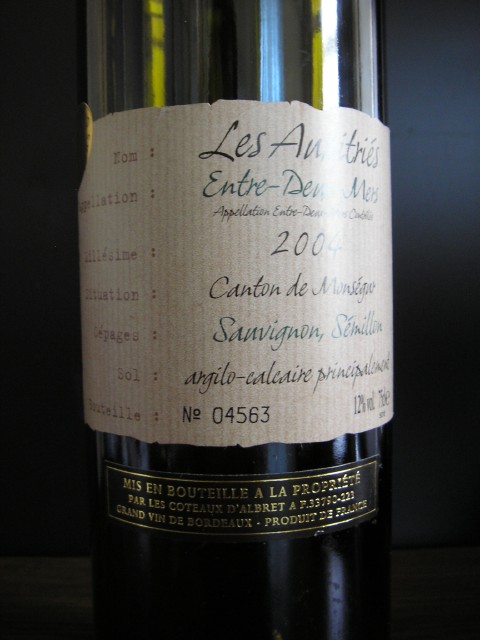 Nom : Les
Appellation : Entre-Deux-Mers
Appellation Entre-Deux-Mers Contrôlée
Millésime : 2004
Situation : Canton de Monségur
Cépages : Sauvignon, Sémillon
Sol : argilo-calcaire principalement
Bouteille : Nº 04563 12% vol. 75cl e
MIS EN BOUTEILLE A LA PROPRIÉTÉ
PAR LES COTEAUX D'ALBRET A F.33790-222
GRAND VIN DE BORDEAUX - PRODUIT DE FRANCE